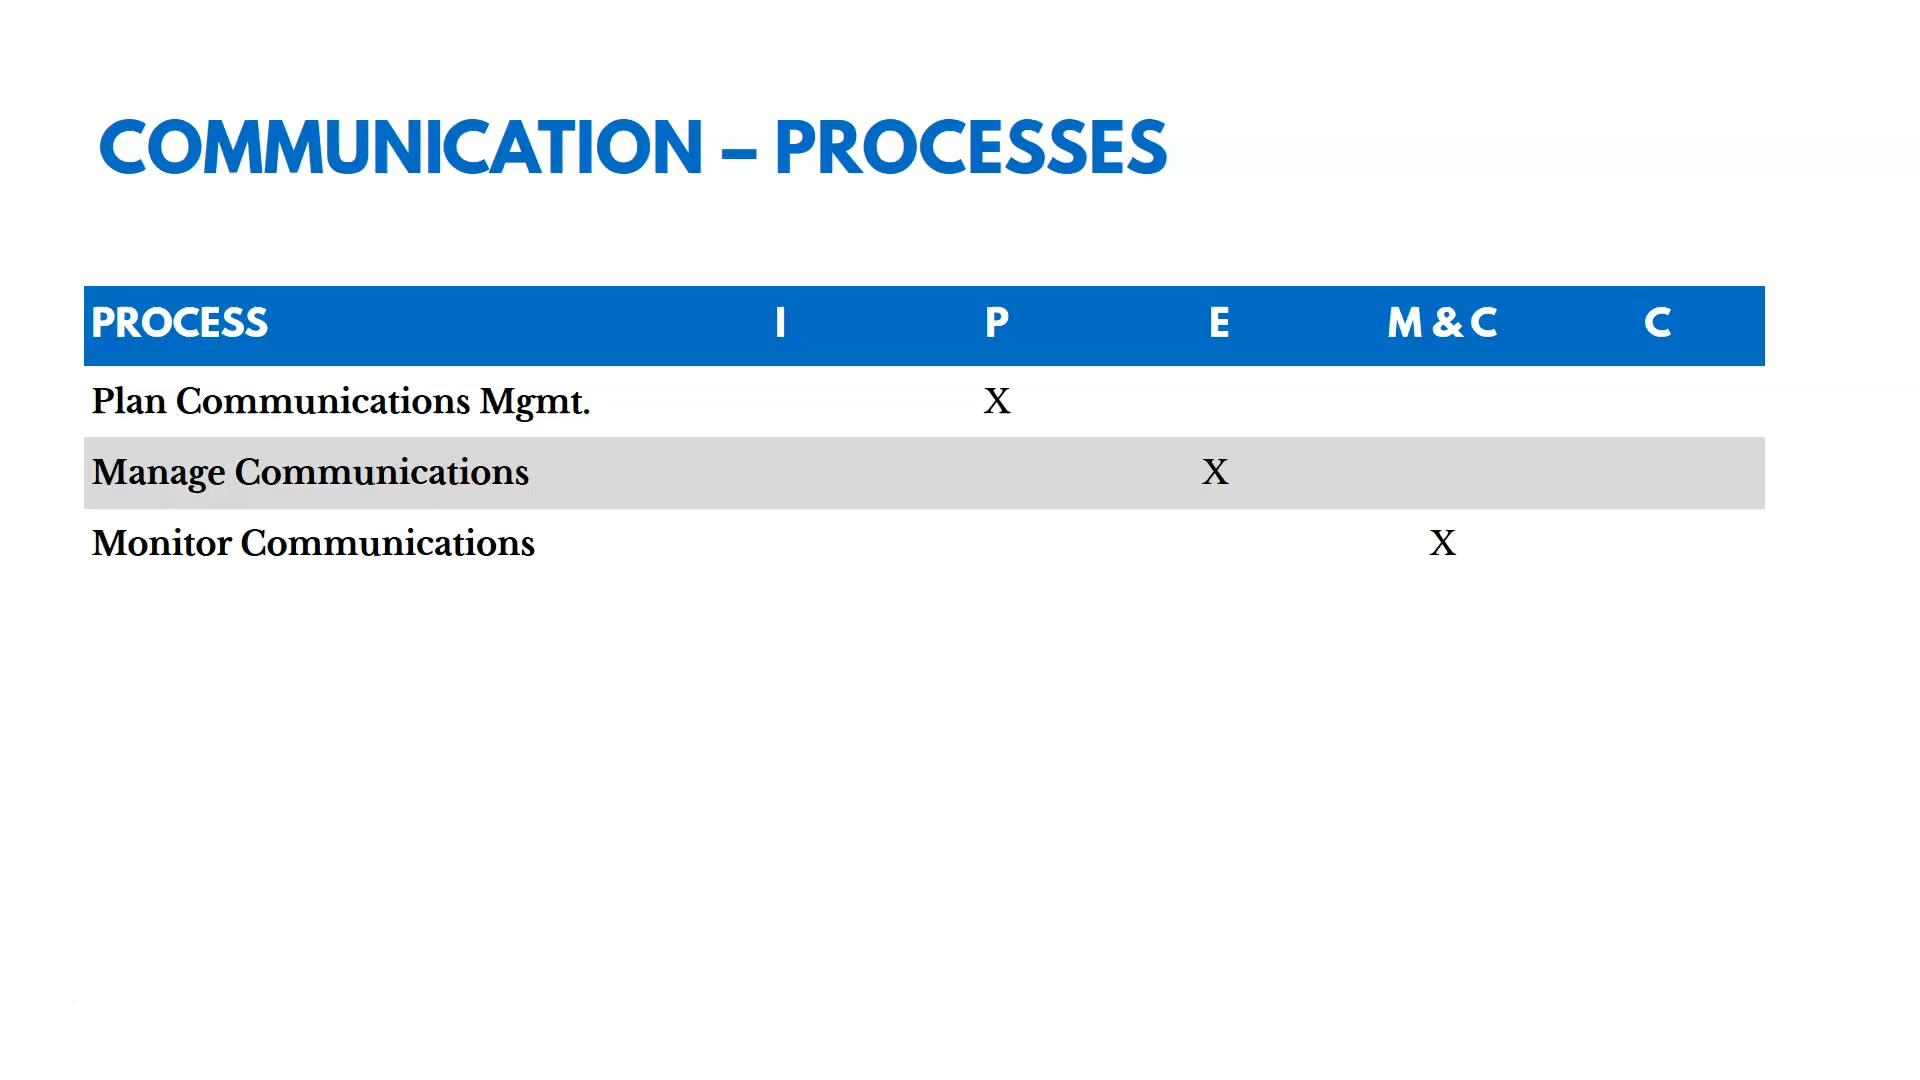 COMMUNICATION – PROCESSES
PROCESS I P E M & C C
Plan Communications Mgmt. X
Manage Communications X
Monitor Communications X